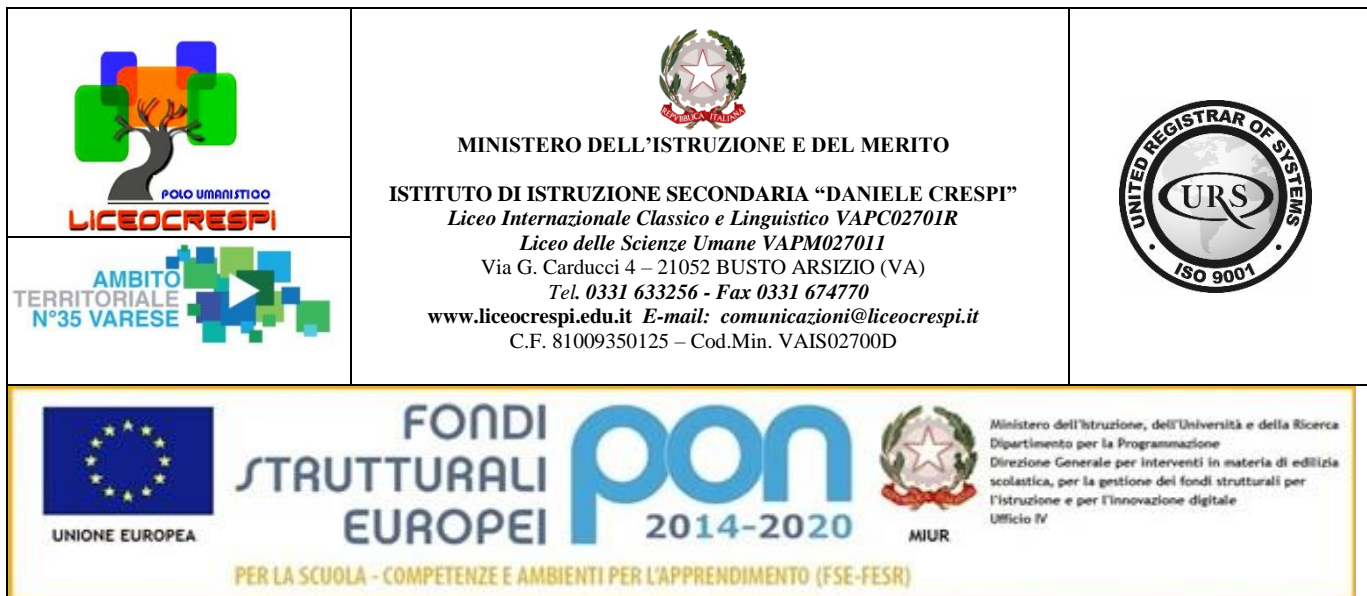 POLO UMANISTICO
LICEOCRESPI
AMBITO
TERRITORIALE
N°35 VARESE
REPVBBLICA ITALIANA
MINISTERO DELL’ISTRUZIONE E DEL MERITO
ISTITUTO DI ISTRUZIONE SECONDARIA “DANIELE CRESPI”
Liceo Internazionale Classico e Linguistico VAPC02701R
Liceo delle Scienze Umane VAPM027011
Via G. Carducci 4 – 21052 BUSTO ARSIZIO (VA)
Tel. 0331 633256 - Fax 0331 674770
www.liceocrespi.edu.it E-mail: comunicazioni@liceocrespi.it
C.F. 81009350125 – Cod.Min. VAIS02700D
UNITED REGISTRAR OF SYSTEMS
URS
ISO 9001
UNIONE EUROPEA
FONDI
STRUTTURALI
EUROPEI
pon
2014-2020
MIUR
Ministero dell'Istruzione, dell'Università e della Ricerca
Dipartimento per la Programmazione
Direzione Generale per interventi in materia di edilizia
scolastica, per la gestione dei fondi strutturali per
l'istruzione e per l'innovazione digitale
Ufficio IV
PER LA SCUOLA - COMPETENZE E AMBIENTI PER L'APPRENDIMENTO (FSE-FESR)